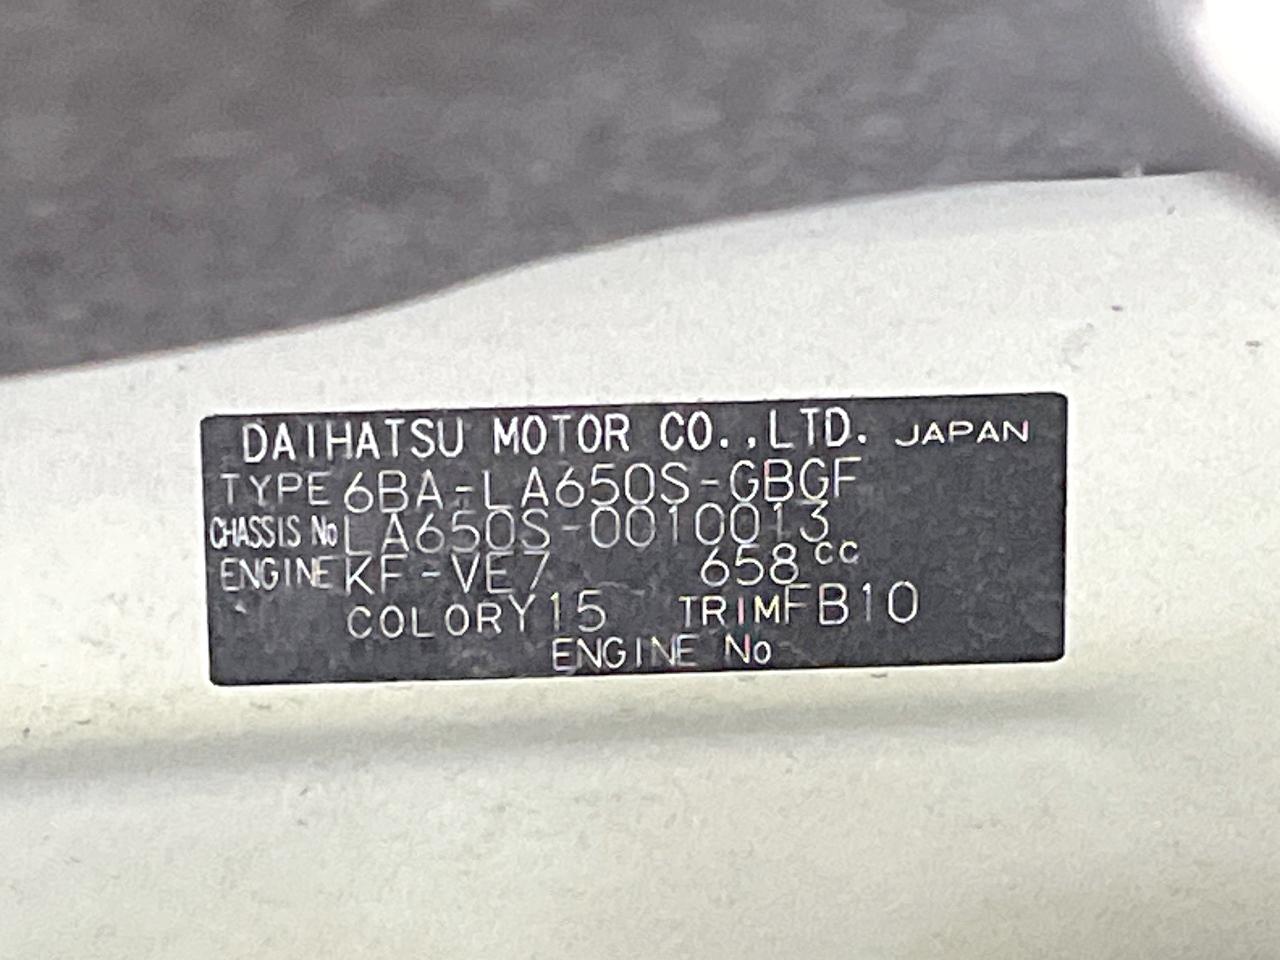 DAIHATSU MOTOR CO.,LTD. JAPAN
TYPE 6BA-LA650S-GBGF
CHASSIS No LA650S-0010013
ENGINE KF-VE7 658cc
COLOR Y15 TRIM FB10
ENGINE No